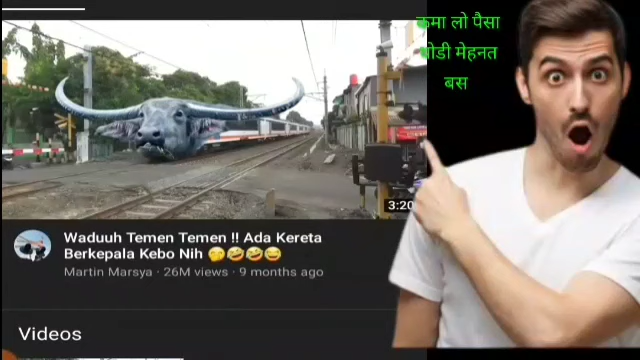 कमा लो पैसा
थोडी मेहनत
बस
3:20
Waduuh Temen Temen !! Ada Kereta
Berkepala Kebo Nih 🤭🤣🤣😂
Martin Marsya · 26M views · 9 months ago
Videos